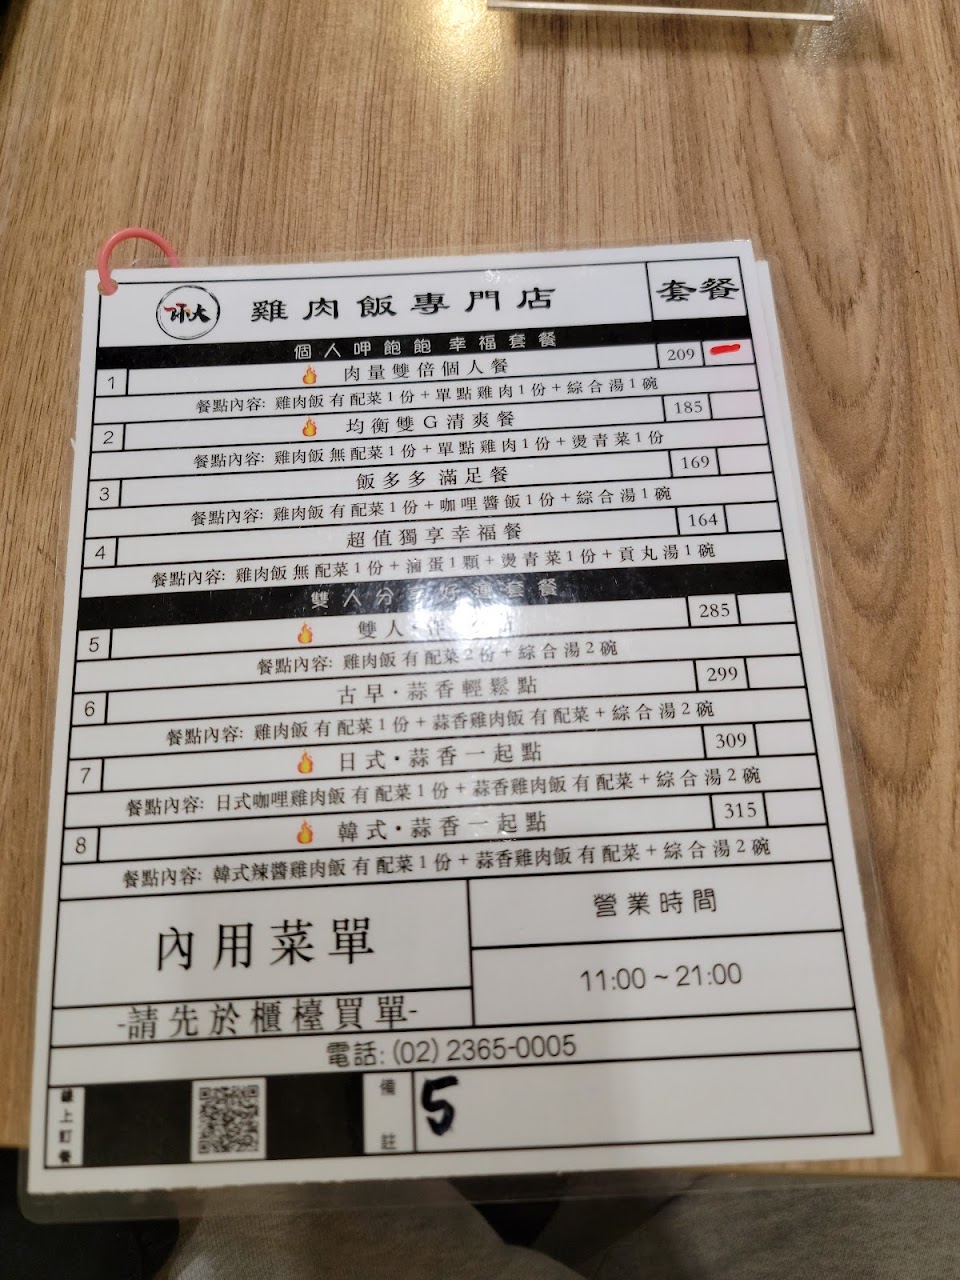 雞肉飯專門店 套餐
個人呷飽飽幸福套餐
1 肉量雙倍個人餐 209
餐點內容: 雞肉飯有配菜1份+單點雞肉1份+綜合湯1碗
2 均衡雙G清爽餐 185
餐點內容: 雞肉飯無配菜1份+單點雞肉1份+燙青菜1份
3 飯多多滿足餐 169
餐點內容: 雞肉飯有配菜1份+咖哩醬飯1份+綜合湯1碗
4 超值獨享幸福餐 164
餐點內容: 雞肉飯無配菜1份+滷蛋1顆+燙青菜1份+貢丸湯1碗
雙人分享好運套餐
5 雙人 285
餐點內容: 雞肉飯有配菜2份+綜合湯2碗
6 古早·蒜香輕鬆點 299
餐點內容: 雞肉飯有配菜1份+蒜香雞肉飯有配菜+綜合湯2碗
7 日式·蒜香一起點 309
餐點內容: 日式咖哩雞肉飯有配菜1份+蒜香雞肉飯有配菜+綜合湯2碗
8 韓式·蒜香一起點 315
餐點內容: 韓式辣醬雞肉飯有配菜1份+蒜香雞肉飯有配菜+綜合湯2碗
內用菜單
-請先於櫃檯買單-
營業時間
11:00~21:00
電話:(02)2365-0005
線上訂餐
備註
5